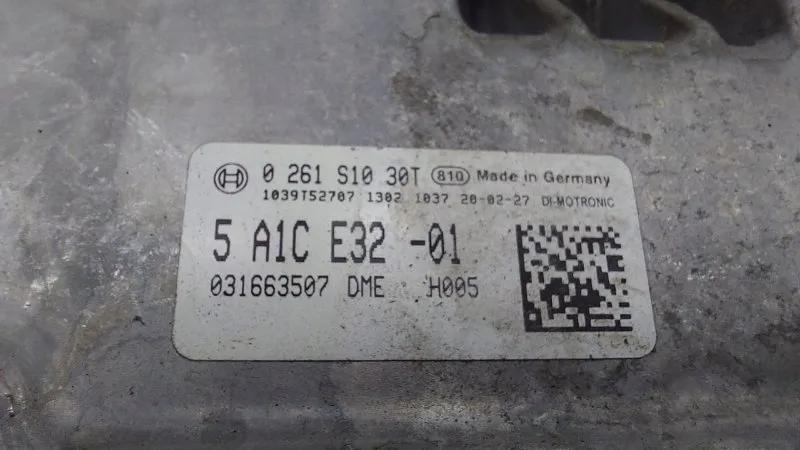 0 261 S10 30T 810 Made in Germany
1039T52707 1302 1037 20-02-27 DI-MOTRONIC
5 A1C E32 -01
031663507 DME H005